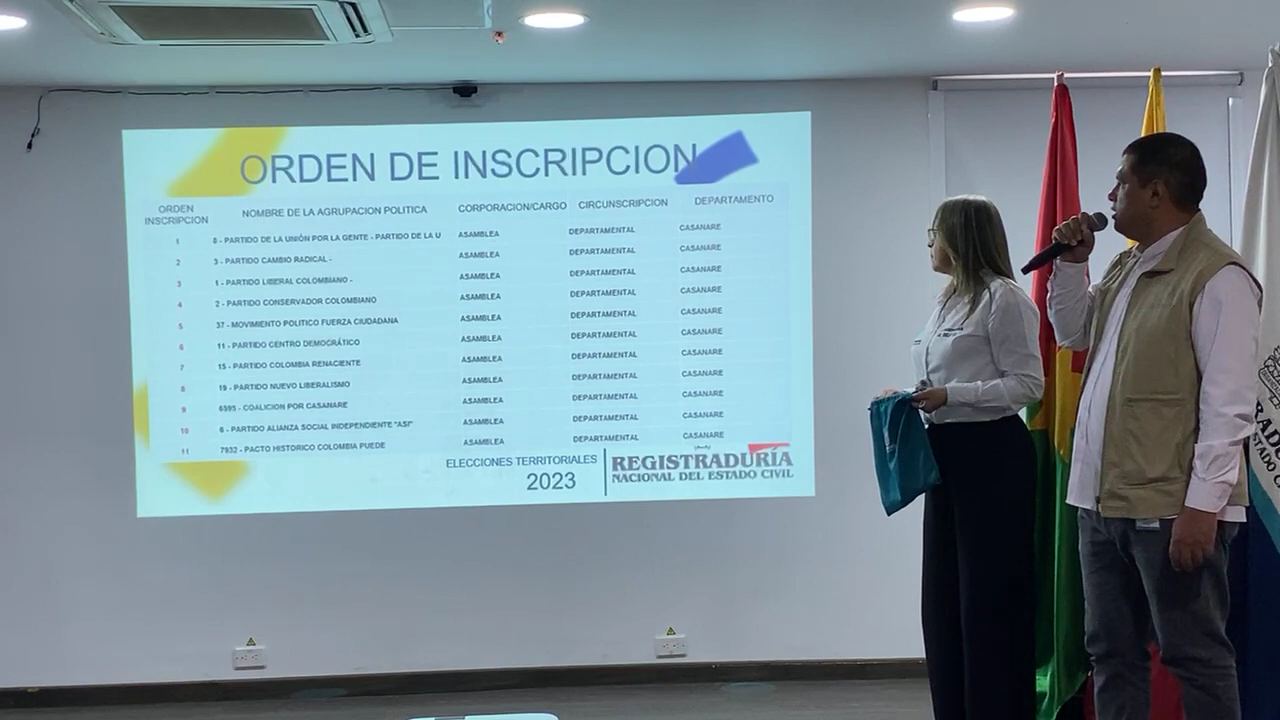 ORDEN DE INSCRIPCION
ORDEN INSCRIPCION NOMBRE DE LA AGRUPACION POLITICA CORPORACION/CARGO CIRCUNSCRIPCION DEPARTAMENTO
1 8 - PARTIDO DE LA UNIÓN POR LA GENTE - PARTIDO DE LA U ASAMBLEA DEPARTAMENTAL CASANARE
2 3 - PARTIDO CAMBIO RADICAL - ASAMBLEA DEPARTAMENTAL CASANARE
3 1 - PARTIDO LIBERAL COLOMBIANO - ASAMBLEA DEPARTAMENTAL CASANARE
4 2 - PARTIDO CONSERVADOR COLOMBIANO ASAMBLEA DEPARTAMENTAL CASANARE
5 37 - MOVIMIENTO POLITICO FUERZA CIUDADANA ASAMBLEA DEPARTAMENTAL CASANARE
6 11 - PARTIDO CENTRO DEMOCRÁTICO ASAMBLEA DEPARTAMENTAL CASANARE
7 15 - PARTIDO COLOMBIA RENACIENTE ASAMBLEA DEPARTAMENTAL CASANARE
8 19 - PARTIDO NUEVO LIBERALISMO ASAMBLEA DEPARTAMENTAL CASANARE
9 6595 - COALICION POR CASANARE ASAMBLEA DEPARTAMENTAL CASANARE
10 6 - PARTIDO ALIANZA SOCIAL INDEPENDIENTE "ASI" ASAMBLEA DEPARTAMENTAL CASANARE
11 7932 - PACTO HISTORICO COLOMBIA PUEDE ASAMBLEA DEPARTAMENTAL CASANARE
ELECCIONES TERRITORIALES
2023
REGISTRADURÍA
NACIONAL DEL ESTADO CIVIL